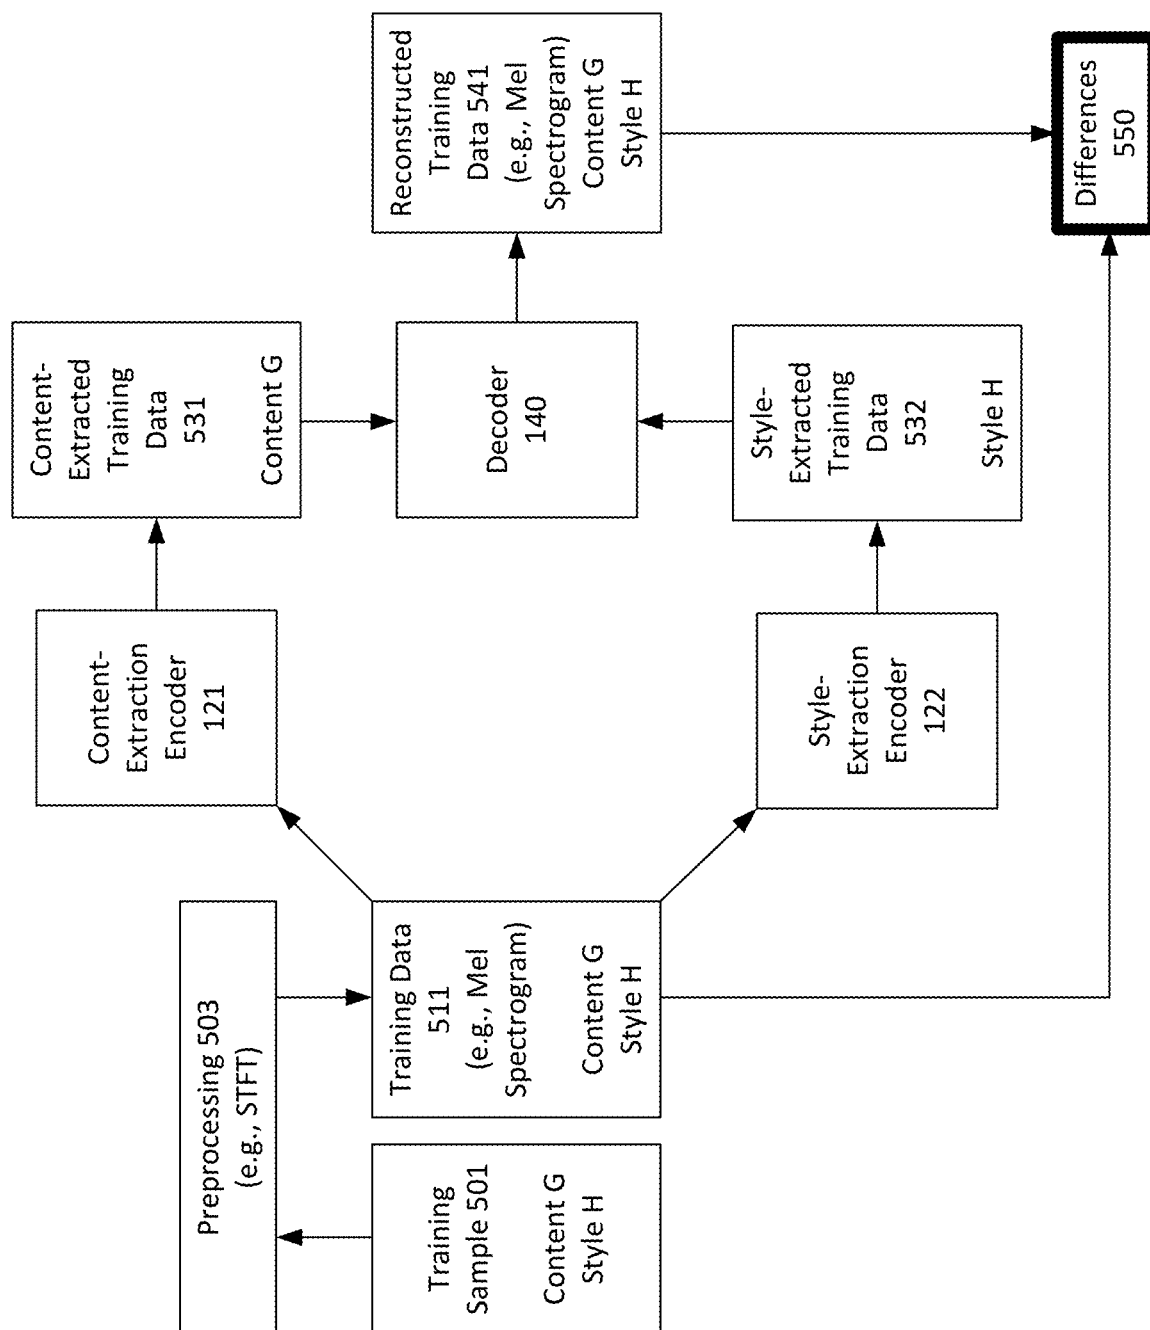 Preprocessing 503
(e.g., STFT)
Training
Sample 501
Content G
Style H
Training Data
511
(e.g., Mel
Spectrogram)
Content G
Style H
Content-
Extraction
Encoder
121
Style-
Extraction
Encoder
122
Content-
Extracted
Training
Data
531
Content G
Decoder
140
Style-
Extracted
Training
Data
532
Style H
Reconstructed
Training
Data 541
(e.g., Mel
Spectrogram)
Content G
Style H
Differences
550